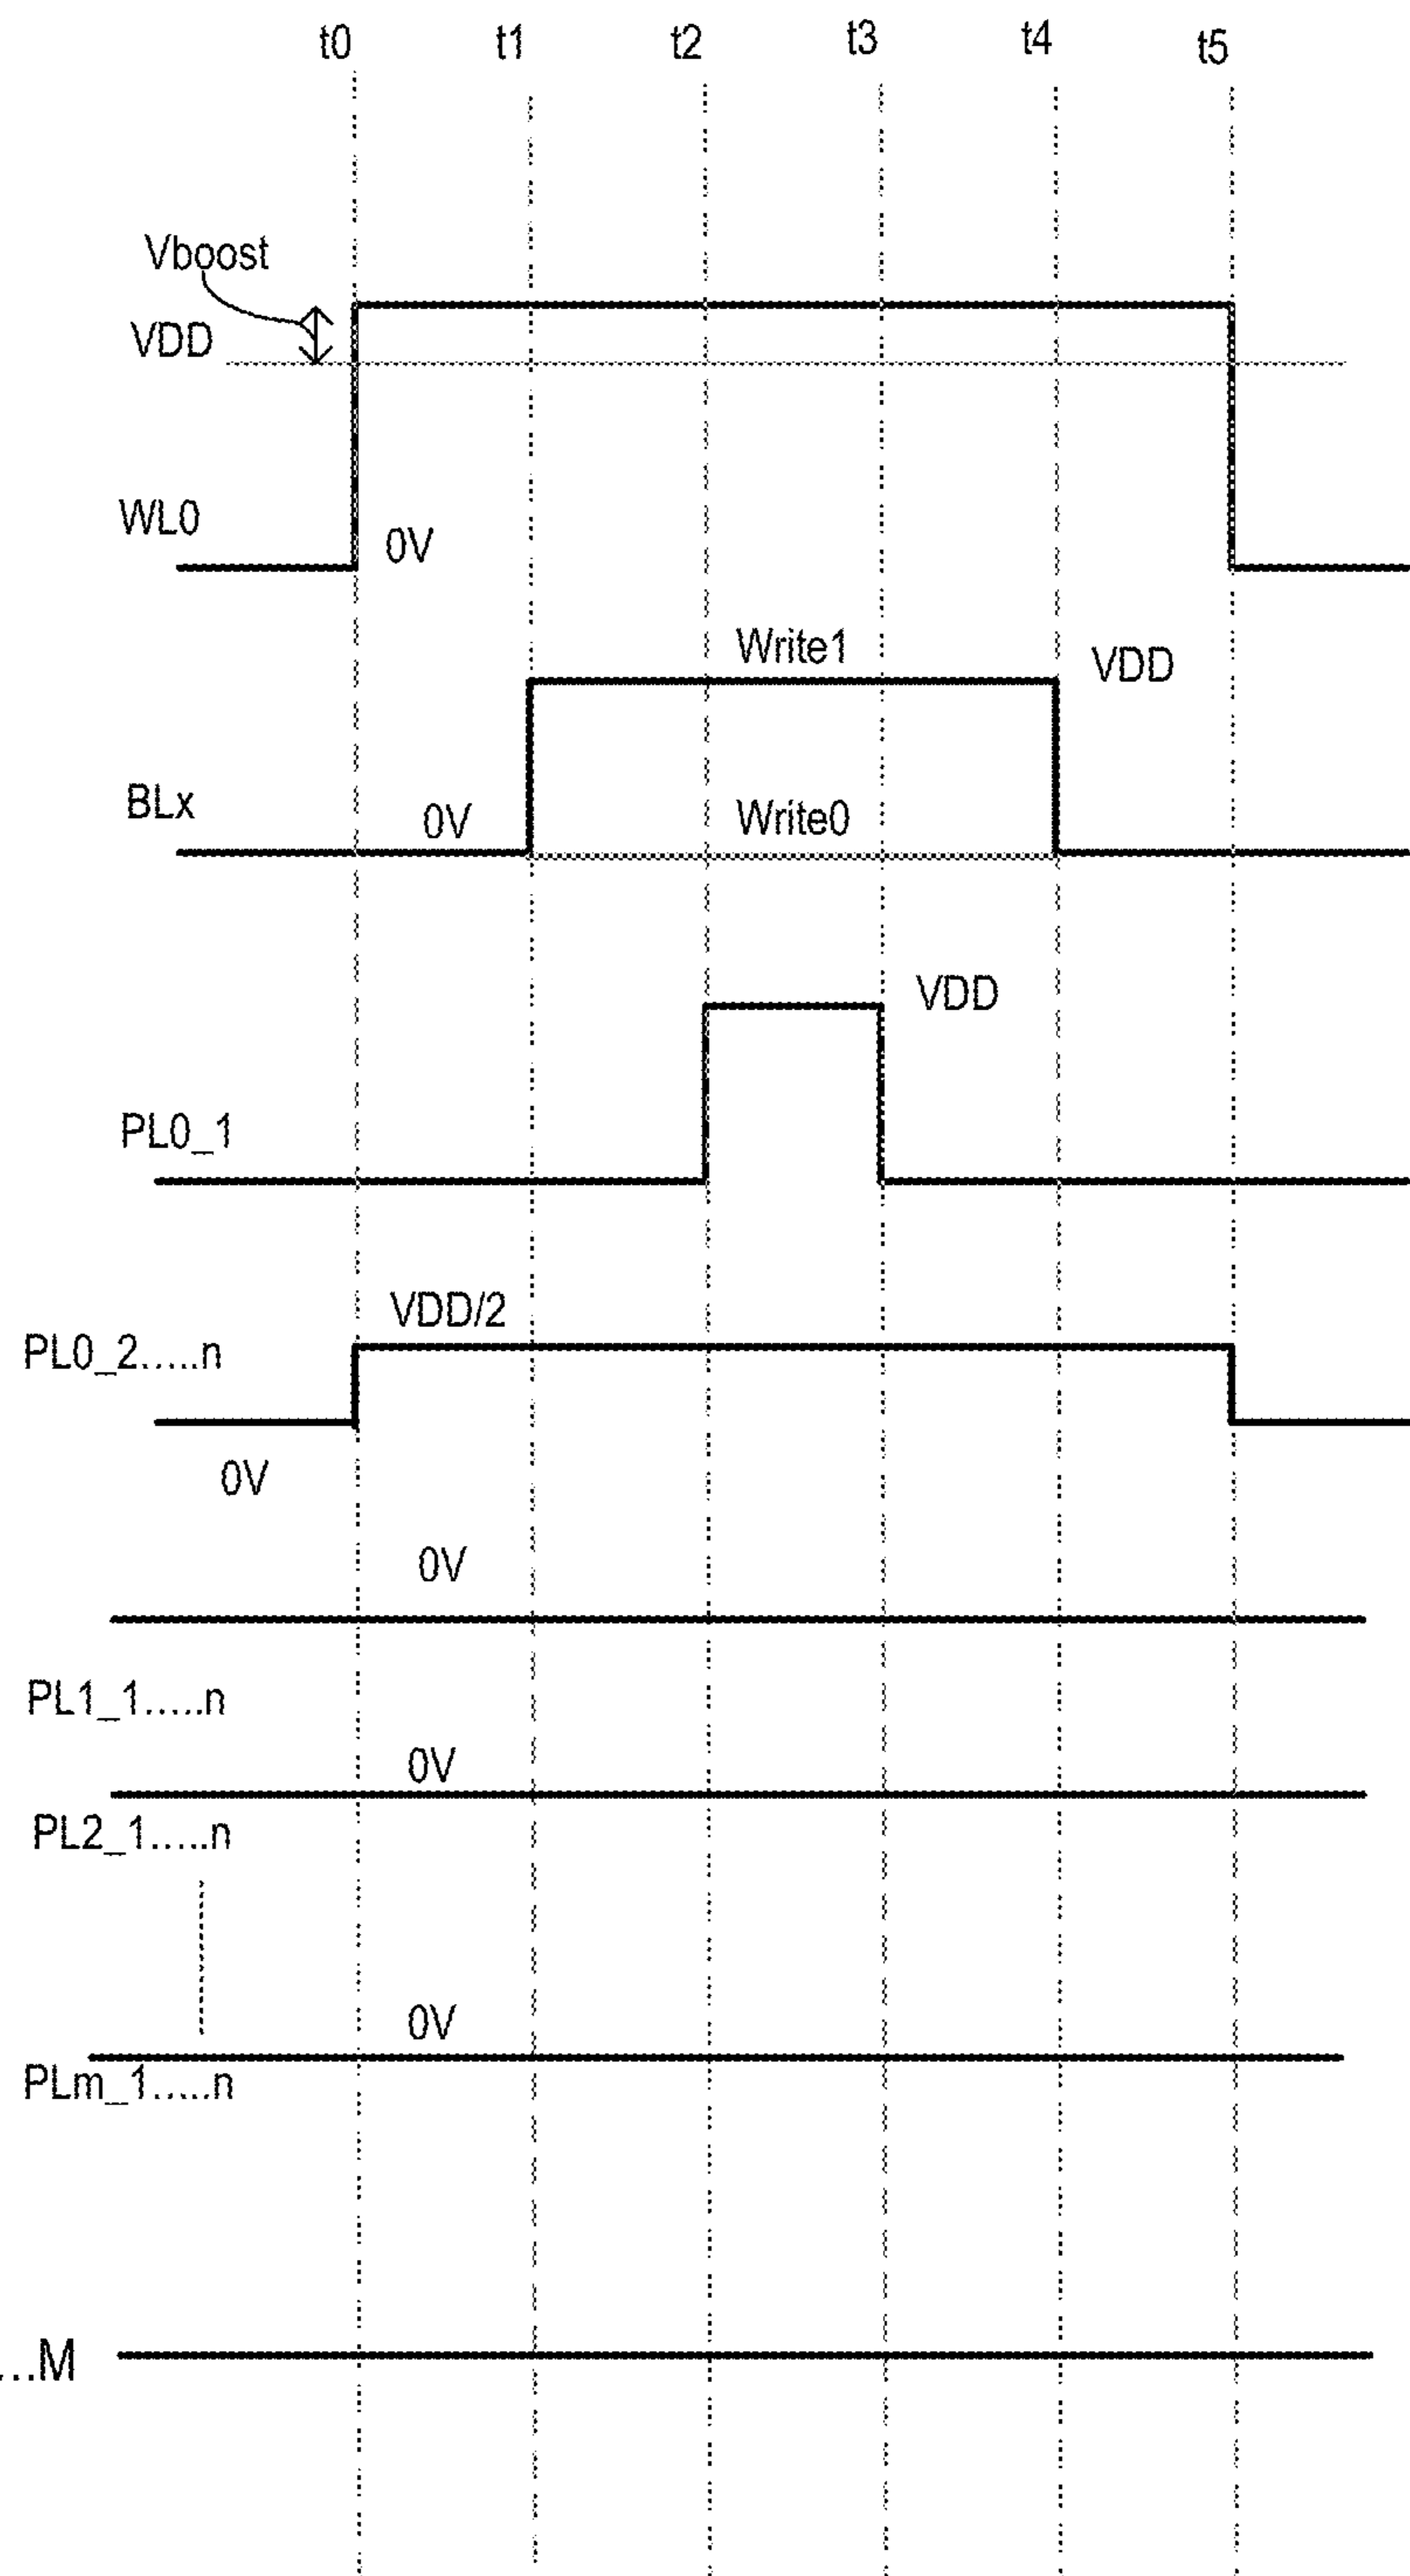 t0 t1 t2 t3 t4 t5
Vboost
VDD
WL0
0V
Write1
VDD
BLx
0V
Write0
VDD
PL0_1
VDD/2
PL0_2.....n
0V
0V
PL1_1.....n
0V
PL2_1.....n
0V
PLm_1.....n
...M